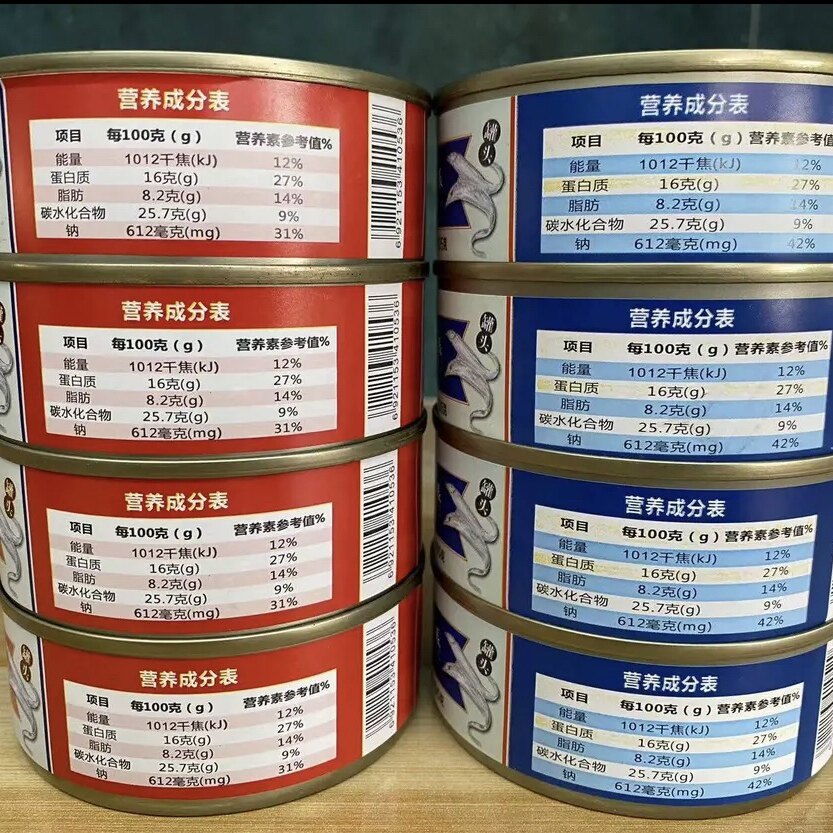 营养成分表
项目 每100克(g) 营养素参考值%
能量 1012千焦(kJ) 12%
蛋白质 16克(g) 27%
脂肪 8.2克(g) 14%
碳水化合物 25.7克(g) 9%
钠 612毫克(mg) 31%
6921153410536
罐头
营养成分表
项目 每100克(g) 营养素参考值%
能量 1012千焦(kJ) 12%
蛋白质 16克(g) 27%
脂肪 8.2克(g) 14%
碳水化合物 25.7克(g) 9%
钠 612毫克(mg) 42%
营养成分表
项目 每100克(g) 营养素参考值%
能量 1012千焦(kJ) 12%
蛋白质 16克(g) 27%
脂肪 8.2克(g) 14%
碳水化合物 25.7克(g) 9%
钠 612毫克(mg) 31%
6921153410536
罐头
营养成分表
项目 每100克(g) 营养素参考值%
能量 1012千焦(kJ) 12%
蛋白质 16克(g) 27%
脂肪 8.2克(g) 14%
碳水化合物 25.7克(g) 9%
钠 612毫克(mg) 42%
营养成分表
项目 每100克(g) 营养素参考值%
能量 1012千焦(kJ) 12%
蛋白质 16克(g) 27%
脂肪 8.2克(g) 14%
碳水化合物 25.7克(g) 9%
钠 612毫克(mg) 31%
6921153410536
罐头
营养成分表
项目 每100克(g) 营养素参考值%
能量 1012千焦(kJ) 12%
蛋白质 16克(g) 27%
脂肪 8.2克(g) 14%
碳水化合物 25.7克(g) 9%
钠 612毫克(mg) 42%
罐头
营养成分表
项目 每100克(g) 营养素参考值%
能量 1012千焦(kJ) 12%
蛋白质 16克(g) 27%
脂肪 8.2克(g) 14%
碳水化合物 25.7克(g) 9%
钠 612毫克(mg) 31%
6921153410536
罐头
营养成分表
项目 每100克(g) 营养素参考值%
能量 1012千焦(kJ) 12%
蛋白质 16克(g) 27%
脂肪 8.2克(g) 14%
碳水化合物 25.7克(g) 9%
钠 612毫克(mg) 42%